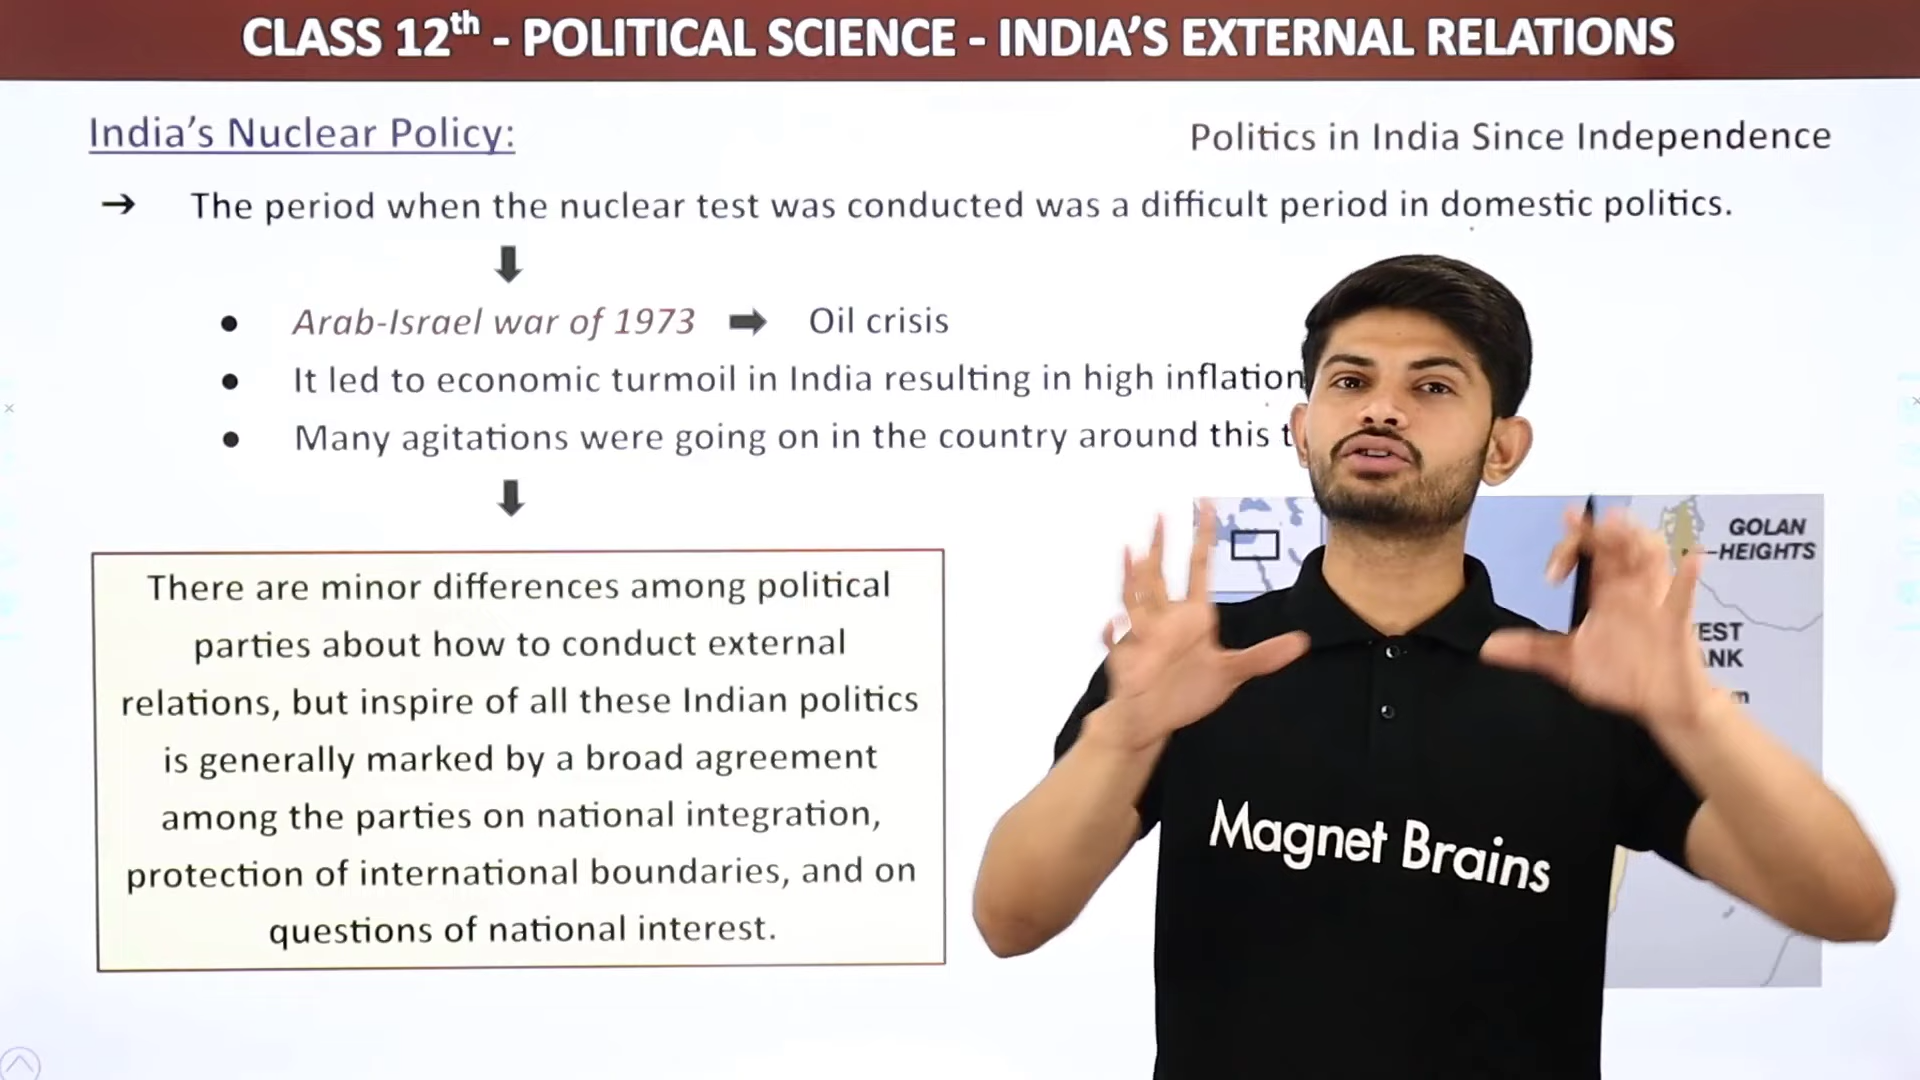 CLASS 12th - POLITICAL SCIENCE - INDIA'S EXTERNAL RELATIONS
India's Nuclear Policy:
Politics in India Since Independence
→ The period when the nuclear test was conducted was a difficult period in domestic politics.
● Arab-Israel war of 1973 ➡ Oil crisis
● It led to economic turmoil in India resulting in high inflation
● Many agitations were going on in the country around this
There are minor differences among political
parties about how to conduct external
relations, but inspire of all these Indian politics
is generally marked by a broad agreement
among the parties on national integration,
protection of international boundaries, and on
questions of national interest.
GOLAN
HEIGHTS
Magnet Brains